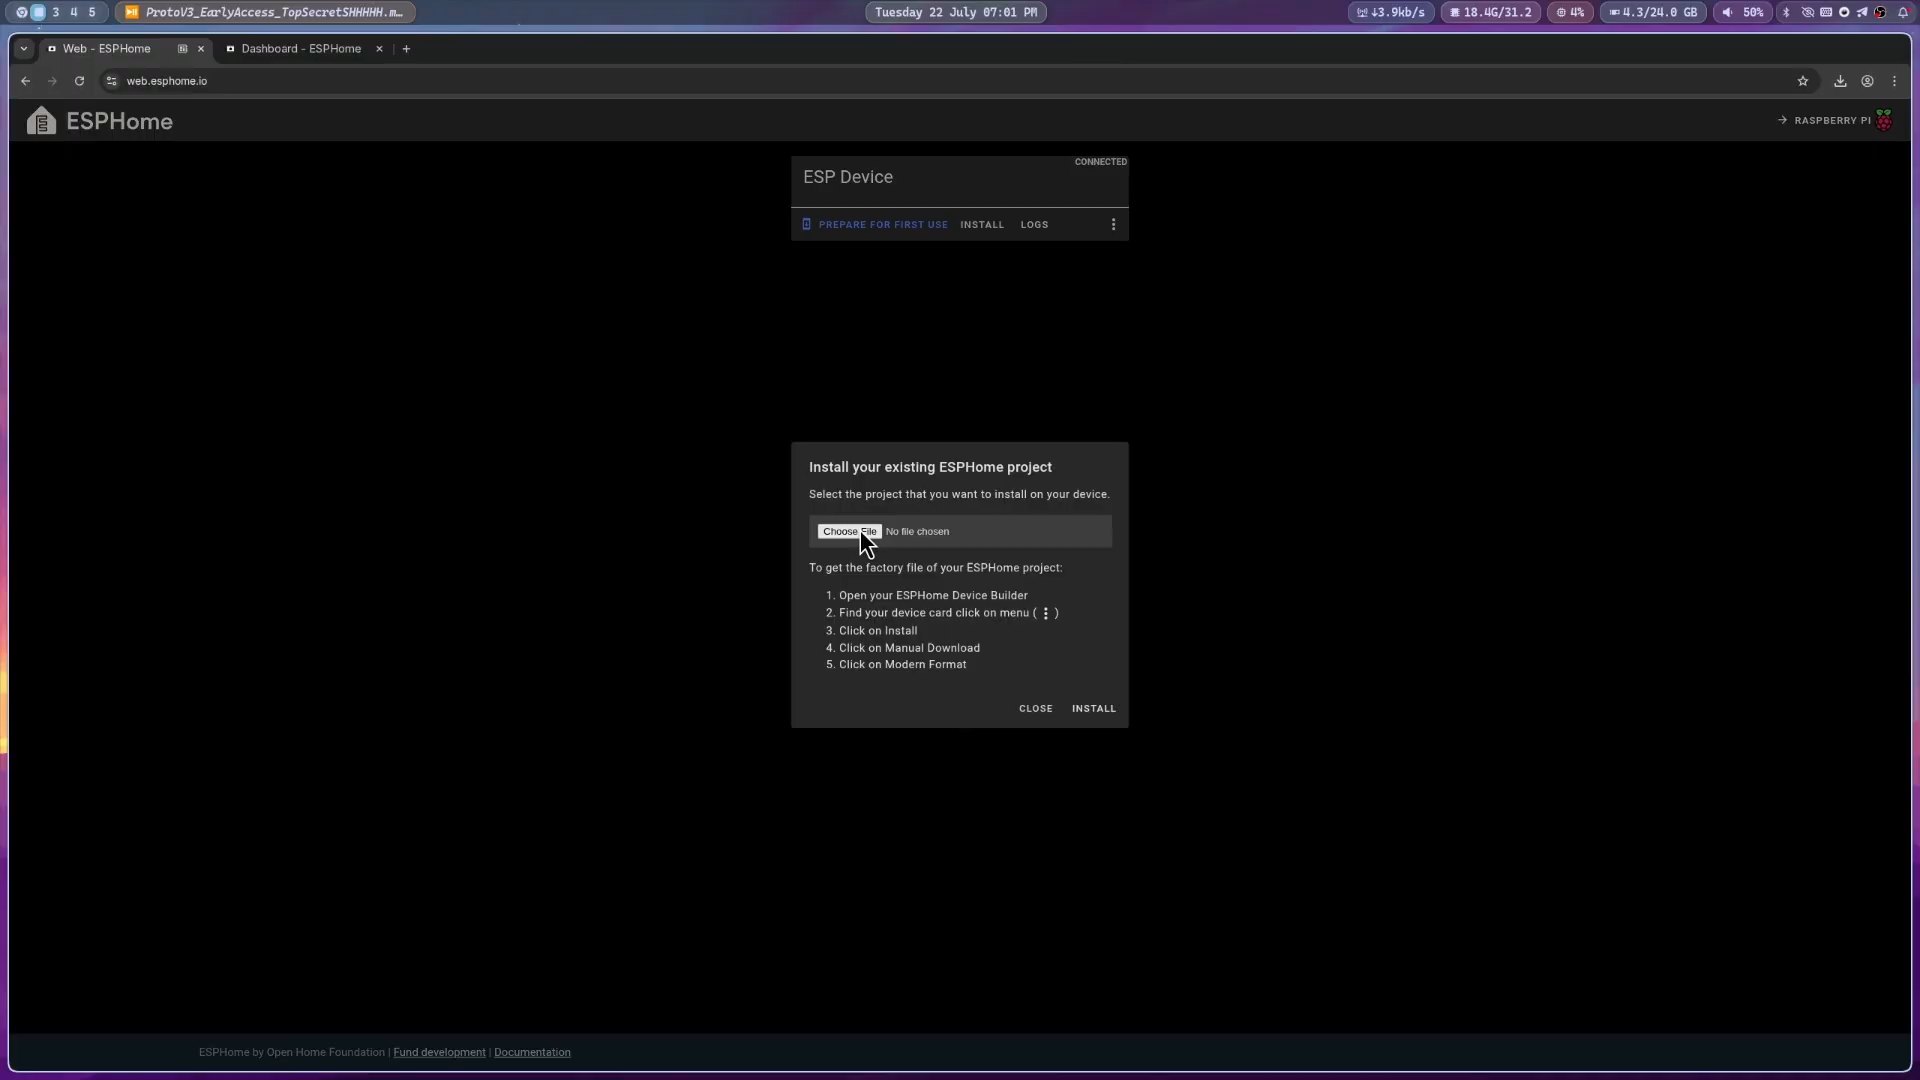 3 4 5
ProtoV3_EarlyAccess_TopSecretSHHHHH.m…
Tuesday 22 July 07:01 PM
↓3.9kb/s
18.4G/31.2
4%
4.3/24.0 GB
50%
Web - ESPHome
Dashboard - ESPHome
web.esphome.io
ESPHome
RASPBERRY PI
CONNECTED
ESP Device
PREPARE FOR FIRST USE
INSTALL
LOGS
Install your existing ESPHome project
Select the project that you want to install on your device.
Choose File No file chosen
To get the factory file of your ESPHome project:
1. Open your ESPHome Device Builder
2. Find your device card click on menu ( ⋮ )
3. Click on Install
4. Click on Manual Download
5. Click on Modern Format
CLOSE
INSTALL
ESPHome by Open Home Foundation | Fund development | Documentation